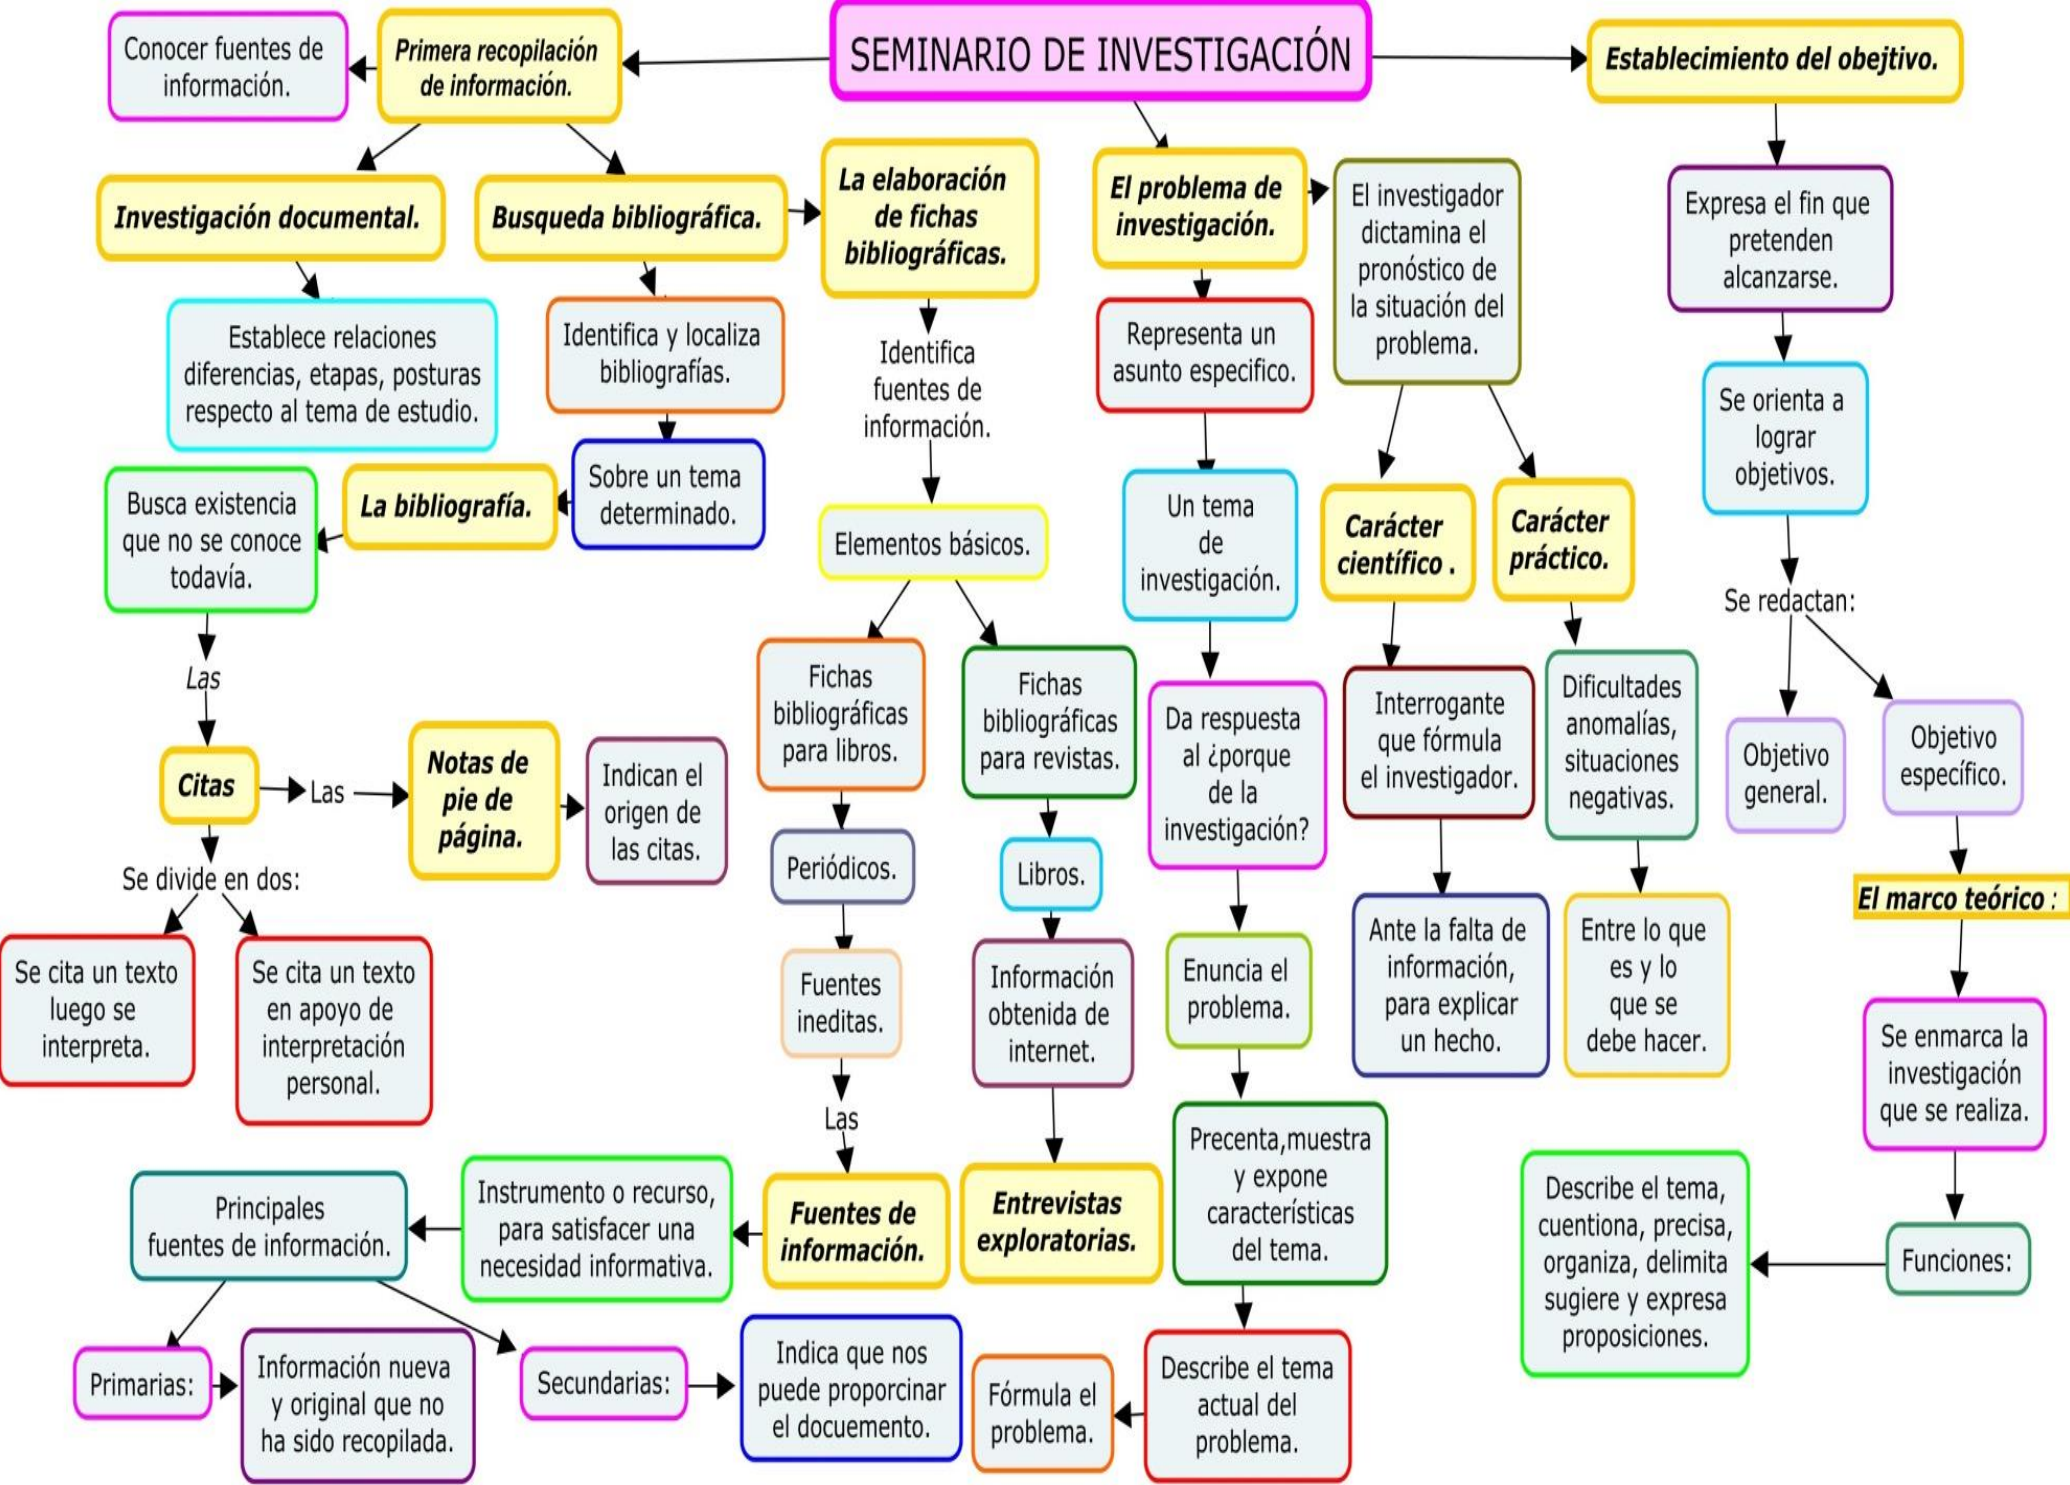 SEMINARIO DE INVESTIGACIÓN
Conocer fuentes de
información.
Primera recopilación
de información.
Establecimiento del obejtivo.
Investigación documental.
Busqueda bibliográfica.
La elaboración
de fichas
bibliográficas.
El problema de
investigación.
El investigador
dictamina el
pronóstico de
la situación del
problema.
Expresa el fin que
pretenden
alcanzarse.
Establece relaciones
diferencias, etapas, posturas
respecto al tema de estudio.
Identifica y localiza
bibliografías.
Identifica
fuentes de
información.
Representa un
asunto especifico.
Se orienta a
lograr
objetivos.
Busca existencia
que no se conoce
todavía.
La bibliografía.
Sobre un tema
determinado.
Elementos básicos.
Un tema
de
investigación.
Carácter
científico .
Carácter
práctico.
Se redactan:
Las
Fichas
bibliográficas
para libros.
Fichas
bibliográficas
para revistas.
Da respuesta
al ¿porque
de la
investigación?
Interrogante
que fórmula
el investigador.
Dificultades
anomalías,
situaciones
negativas.
Objetivo
general.
Objetivo
específico.
Citas
Las
Notas de
pie de
página.
Indican el
origen de
las citas.
Periódicos.
Libros.
El marco teórico :
Se divide en dos:
Se cita un texto
luego se
interpreta.
Se cita un texto
en apoyo de
interpretación
personal.
Fuentes
ineditas.
Información
obtenida de
internet.
Enuncia el
problema.
Ante la falta de
información,
para explicar
un hecho.
Entre lo que
es y lo
que se
debe hacer.
Se enmarca la
investigación
que se realiza.
Las
Principales
fuentes de información.
Instrumento o recurso,
para satisfacer una
necesidad informativa.
Fuentes de
información.
Entrevistas
exploratorias.
Precenta,muestra
y expone
características
del tema.
Describe el tema,
cuentiona, precisa,
organiza, delimita
sugiere y expresa
proposiciones.
Funciones:
Primarias:
Información nueva
y original que no
ha sido recopilada.
Secundarias:
Indica que nos
puede proporcinar
el docuemento.
Fórmula el
problema.
Describe el tema
actual del
problema.